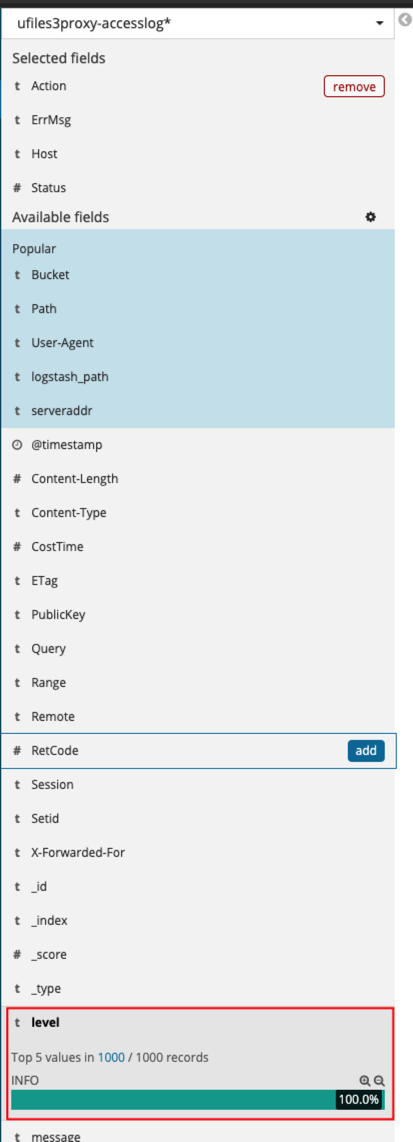 ufiles3proxy-accesslog*
Selected fields
t Action remove
t ErrMsg
t Host
# Status
Available fields
Popular
t Bucket
t Path
t User-Agent
t logstash_path
t serveraddr
@timestamp
# Content-Length
t Content-Type
# CostTime
t ETag
t PublicKey
t Query
t Range
t Remote
# RetCode add
t Session
t Setid
t X-Forwarded-For
t _id
t _index
# _score
t _type
t level
Top 5 values in 1000 / 1000 records
INFO
100.0%
t message